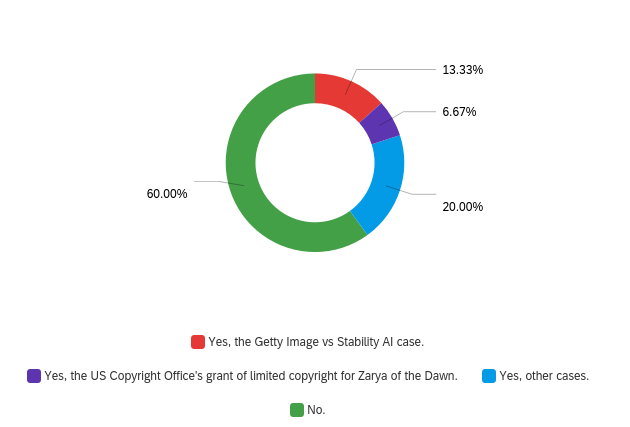 13.33%
6.67%
20.00%
60.00%
Yes, the Getty Image vs Stability AI case.
Yes, the US Copyright Office's grant of limited copyright for Zarya of the Dawn. Yes, other cases.
No.